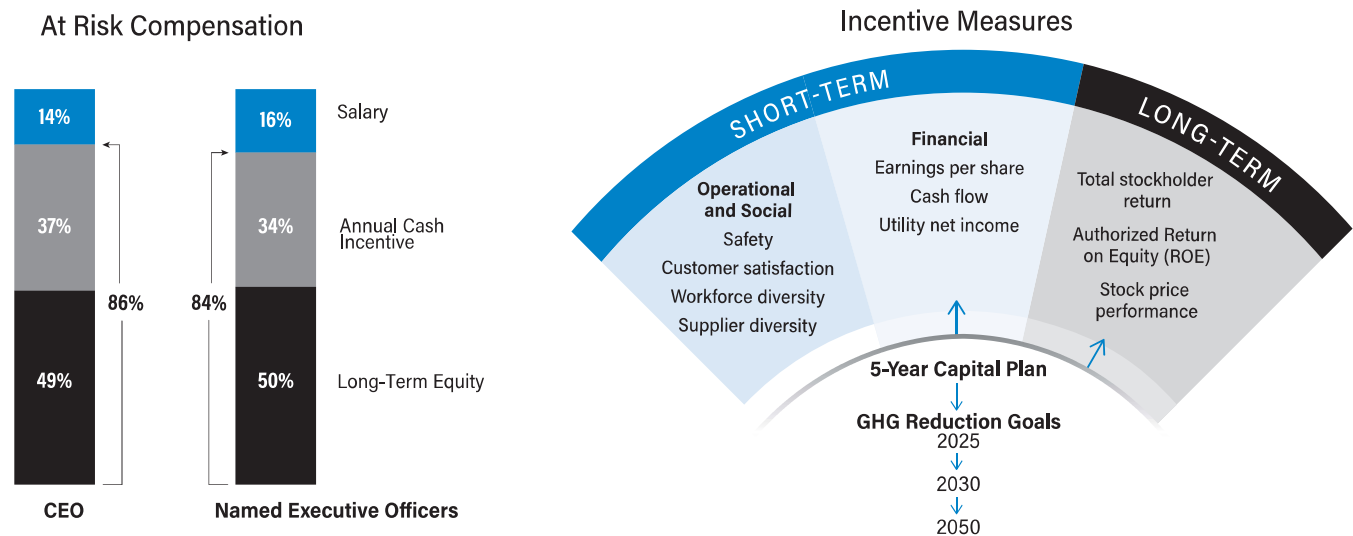 At Risk Compensation
14%
37%
49%
86%
CEO
16%
34%
50%
84%
Named Executive Officers
Salary
Annual Cash
Incentive
Long-Term Equity
Incentive Measures
SHORT-TERM
LONG-TERM
Operational
and Social
Safety
Customer satisfaction
Workforce diversity
Supplier diversity
Financial
Earnings per share
Cash flow
Utility net income
Total stockholder
return
Authorized Return
on Equity (ROE)
Stock price
performance
5-Year Capital Plan
GHG Reduction Goals
2025
2030
2050